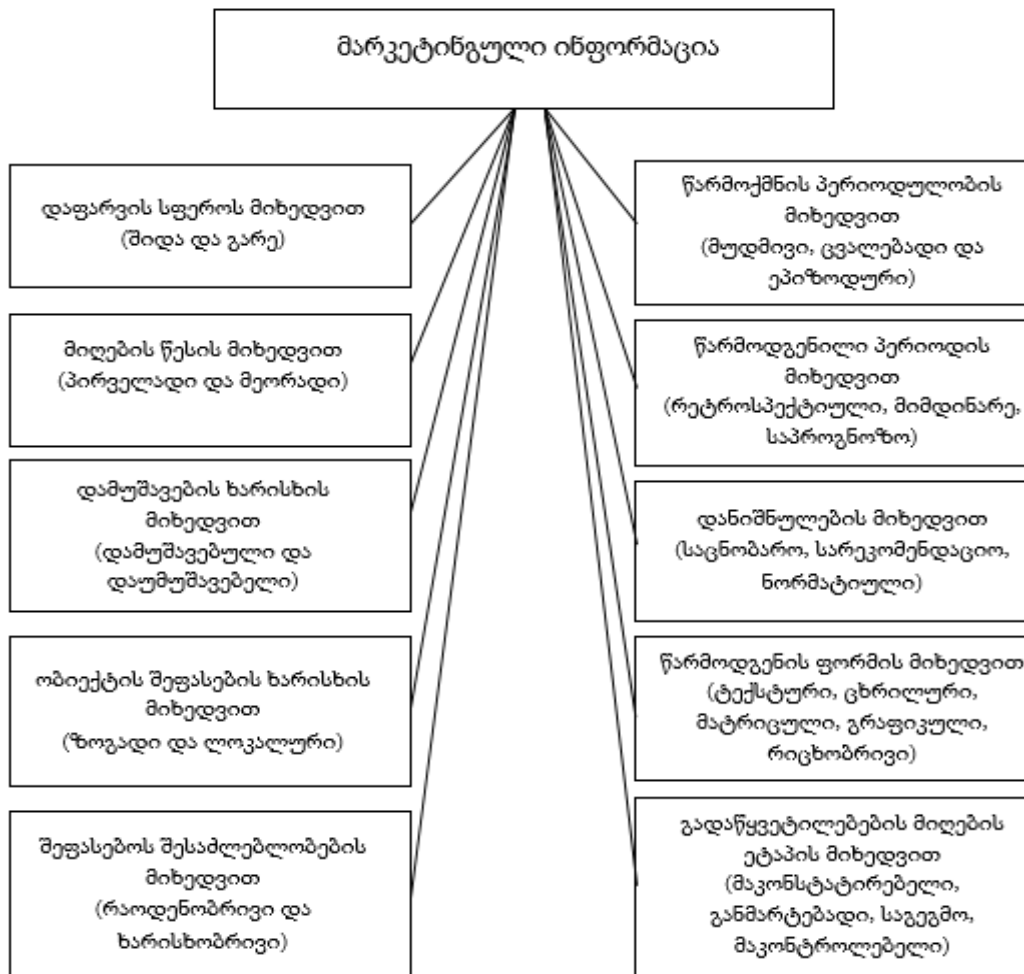 მარკეტინგული ინფორმაცია
დაფარვის სფეროს მიხედვით
(შიდა და გარე)
მიღების წესის მიხედვით
(პირველადი და მეორადი)
დამუშავების ხარისხის
მიხედვით
(დამუშავებული და
დაუმუშავებელი)
ობიექტის შეფასების ხარისხის
მიხედვით
(ზოგადი და ლოკალური)
შეფასებოს შესაძლებლობების
მიხედვით
(რაოდენობრივი და
ხარისხობრივი)
წარმოქმნის პერიოდულობის
მიხედვით
(მუდმივი, ცვალებადი და
ეპიზოდური)
წარმოდგენილი პერიოდის
მიხედვით
(რეტროსპექტიული, მიმდინარე,
საპროგნოზო)
დანიშნულების მიხედვით
(საცნობარო, სარეკომენდაციო,
ნორმატიული)
წარმოდგენის ფორმის მიხედვით
(ტექსტური, ცხრილური,
მატრიცული, გრაფიკული,
რიცხობრივი)
გადაწყვეტილებების მიღების
ეტაპის მიხედვით
(მაკონსტატირებელი,
განმარტებადი, საგეგმო,
მაკონტროლებელი)